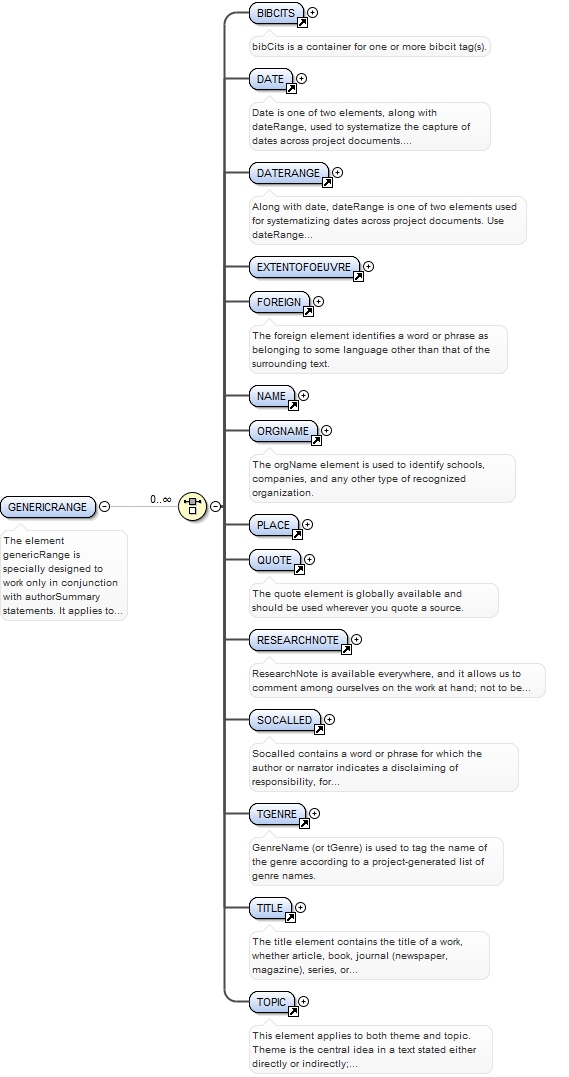 BIBCITS
bibCits is a container for one or more bibcit tag(s).
DATE
Date is one of two elements, along with
dateRange, used to systematize the capture of
dates across project documents....
DATERANGE
Along with date, dateRange is one of two elements used
for systematizing dates across project documents. Use
dateRange...
EXTENTOFOEUVRE
FOREIGN
The foreign element identifies a word or phrase as
belonging to some language other than that of the
surrounding text.
NAME
ORGNAME
The orgName element is used to identify schools,
companies, and any other type of recognized
organization.
GENERICRANGE
0..∞
The element
genericRange is
specially designed to
work only in conjunction
with authorSummary
statements. It applies to...
PLACE
QUOTE
The quote element is globally available and
should be used wherever you quote a source.
RESEARCHNOTE
ResearchNote is available everywhere, and it allows us to
comment among ourselves on the work at hand; not to be...
SOCALLED
Socalled contains a word or phrase for which the
author or narrator indicates a disclaiming of
responsibility, for...
TGENRE
GenreName (or tGenre) is used to tag the name of
the genre according to a project-generated list of
genre names.
TITLE
The title element contains the title of a work,
whether article, book, journal (newspaper,
magazine), series, or...
TOPIC
This element applies to both theme and topic.
Theme is the central idea in a text stated either
directly or indirectly;...